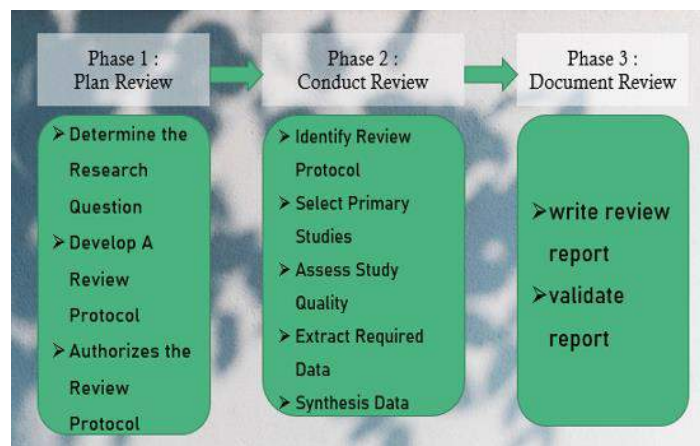 Phase 1 :
Plan Review
➢Determine the
Research
Question
➢Develop A
Review
Protocol
➢Authorizes the
Review
Protocol
Phase 2 :
Conduct Review
➢Identify Review
Protocol
➢Select Primary
Studies
➢Assess Study
Quality
➢Extract Required
Data
➢Synthesis Data
Phase 3 :
Document Review
➢write review
report
➢validate
report